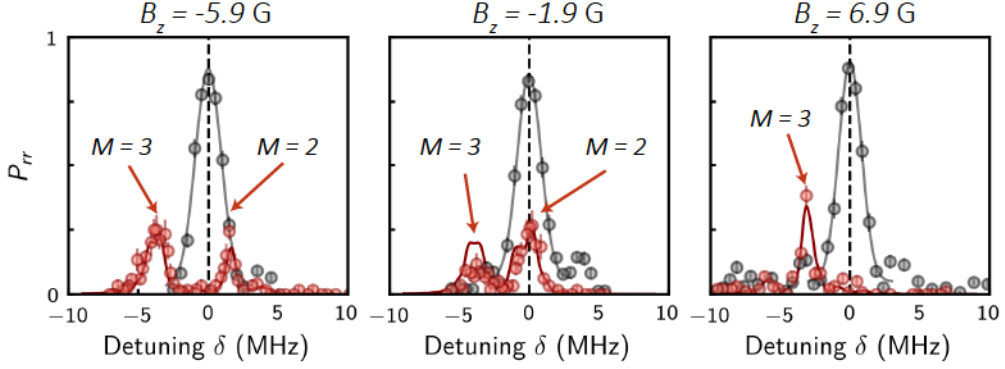 B_z = -5.9 G
B_z = -1.9 G
B_z = 6.9 G
1
M = 3
M = 2
M = 3
M = 2
M = 3
P_rr
0
−10 −5 0 5 10
−10 −5 0 5 10
−10 −5 0 5 10
Detuning δ (MHz)
Detuning δ (MHz)
Detuning δ (MHz)